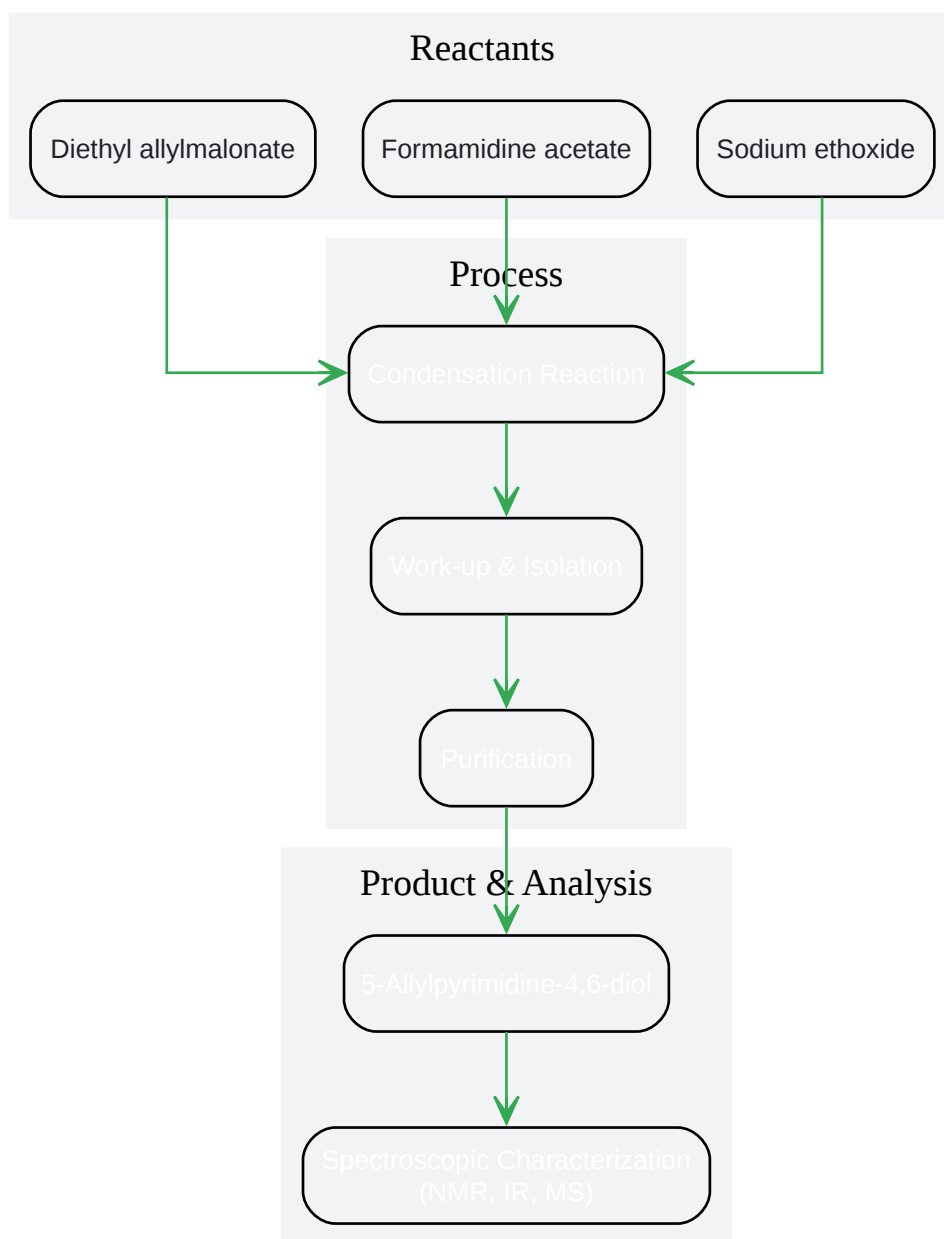 Reactants
Diethyl allylmalonate
Formamidine acetate
Sodium ethoxide
Process
Condensation Reaction
Work-up & Isolation
Purification
Product & Analysis
5-Allylpyrimidine-4,6-diol
Spectroscopic Characterization
(NMR, IR, MS)